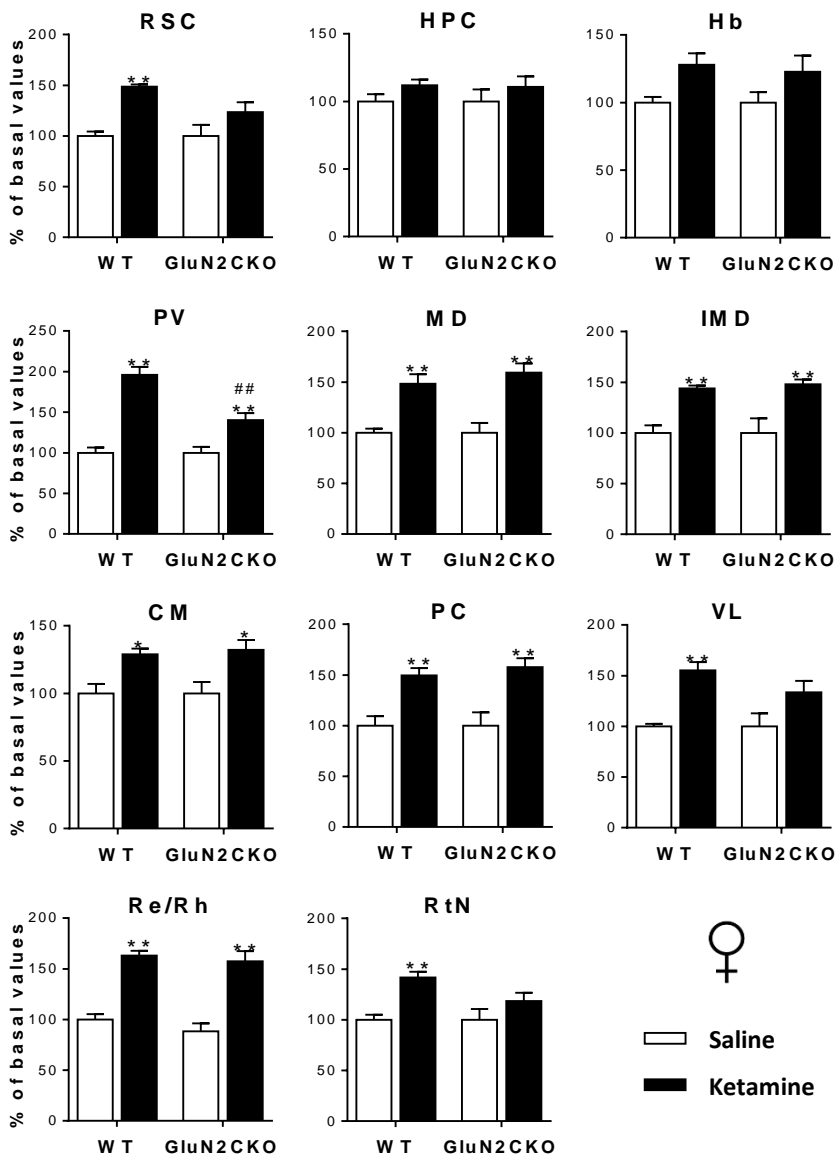 RSC
HPC
Hb
% of basal values
200
150
100
50
0
WT GluN2CKO
**
150
100
50
0
WT GluN2CKO
200
150
100
50
0
WT GluN2CKO
PV
MD
IMD
% of basal values
250
200
150
100
50
0
WT GluN2CKO
**
##
**
200
150
100
50
0
WT GluN2CKO
**
**
200
150
100
50
0
WT GluN2CKO
**
**
CM
PC
VL
% of basal values
150
100
50
0
WT GluN2CKO
*
*
200
150
100
50
0
WT GluN2CKO
**
**
200
150
100
50
0
WT GluN2CKO
**
Re/Rh
RtN
% of basal values
200
150
100
50
0
WT GluN2CKO
**
**
200
150
100
50
0
WT GluN2CKO
**
♀
Saline
Ketamine